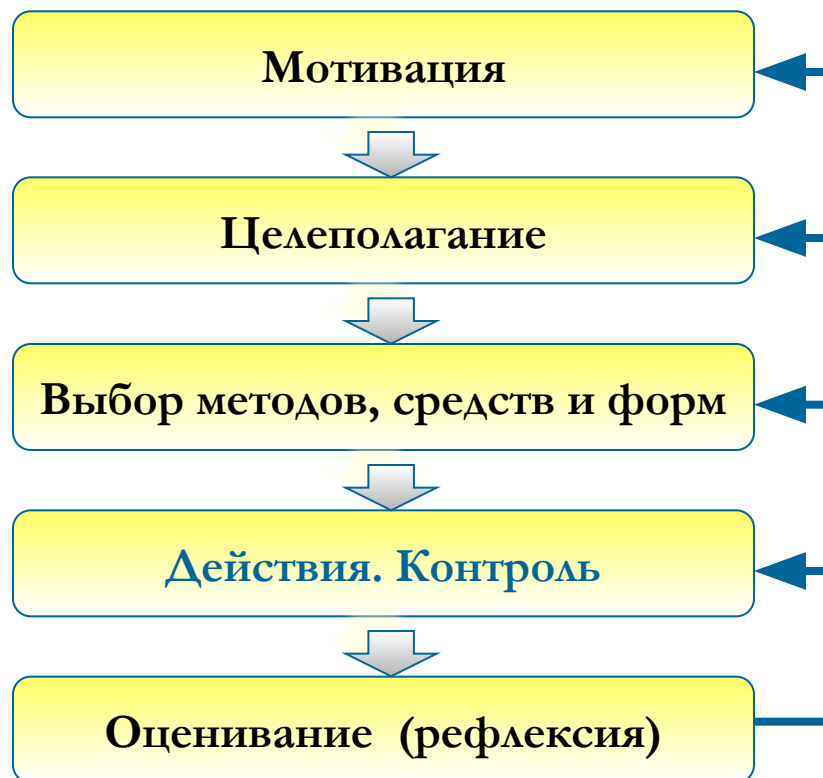 Мотивация
Целеполагание
Выбор методов, средств и форм
Действия. Контроль
Оценивание (рефлексия)